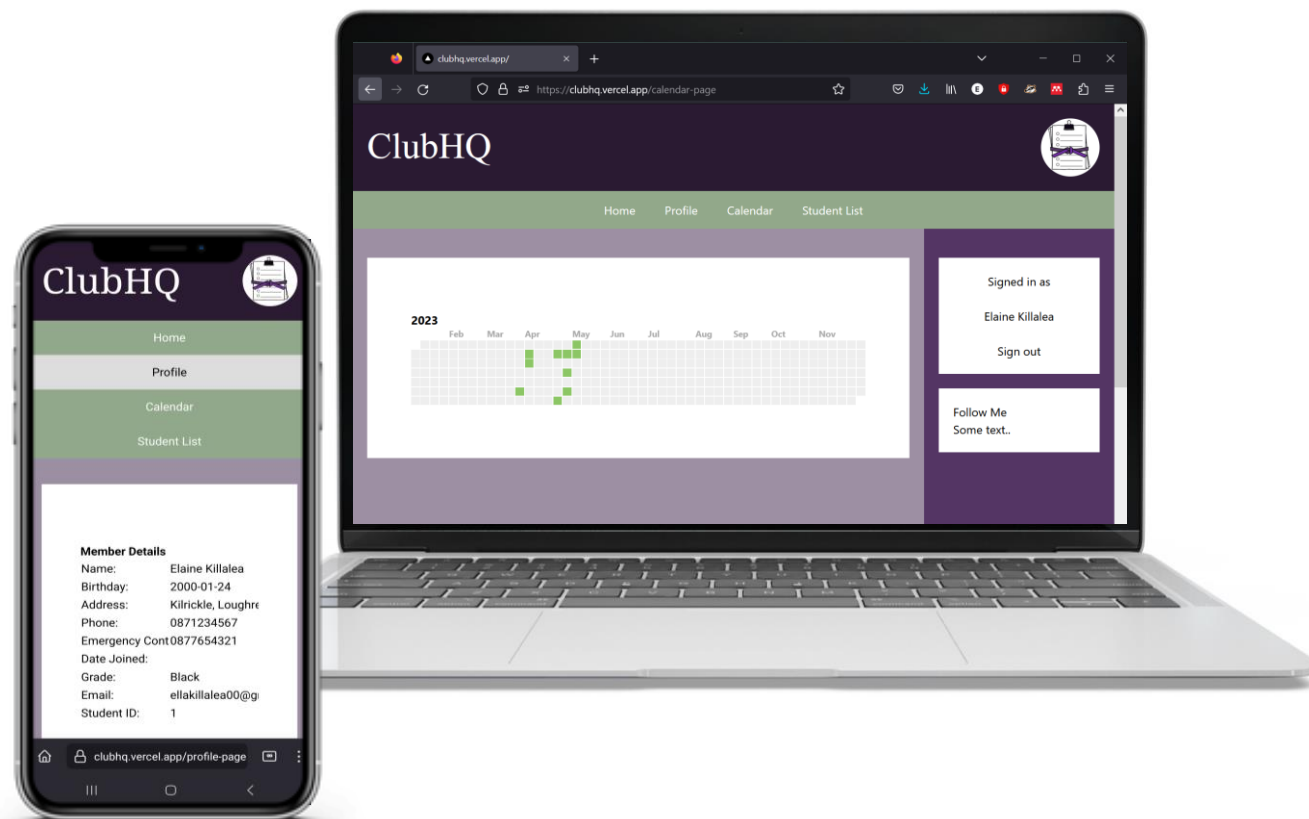 clubhq.vercel.app/
https://clubhq.vercel.app/calendar-page
ClubHQ
Home Profile Calendar Student List
2023
Feb Mar Apr May Jun Jul Aug Sep Oct Nov
Signed in as
Elaine Killalea
Sign out
Follow Me
Some text..
ClubHQ
Home
Profile
Calendar
Student List
Member Details
Name: Elaine Killalea
Birthday: 2000-01-24
Address: Kilrickle, Loughre
Phone: 0871234567
Emergency Cont0877654321
Date Joined:
Grade: Black
Email: ellakillalea00@g
Student ID: 1
clubhq.vercel.app/profile-page